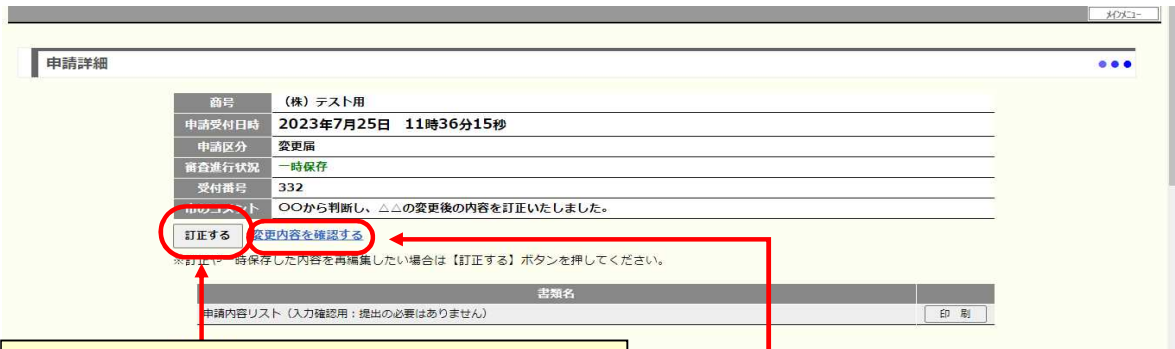 メインメニュー
申請詳細
商号 （株）テスト用
申請受付日時 2023年7月25日　11時36分15秒
申請区分 変更届
審査進行状況 一時保存
受付番号 332
市のコメント 〇〇から判断し、△△の変更後の内容を訂正いたしました。
訂正する 変更内容を確認する
※訂正や一時保存した内容を再編集したい場合は【訂正する】ボタンを押してください。
書類名
申請内容リスト（入力確認用：提出の必要はありません） 印 刷